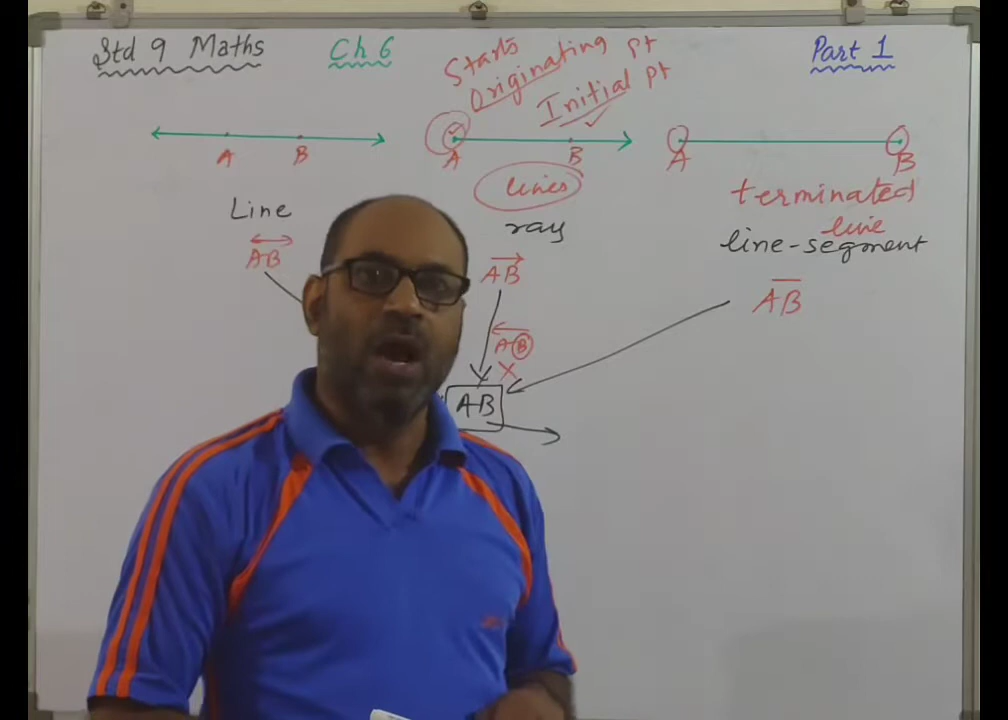 Std 9 Maths
Ch 6
Starts
Originating pt
Initial pt
Part 1
A B
A B
A B
Line
AB
lines
ray
AB
AB
terminated
line
line-segment
AB
AB